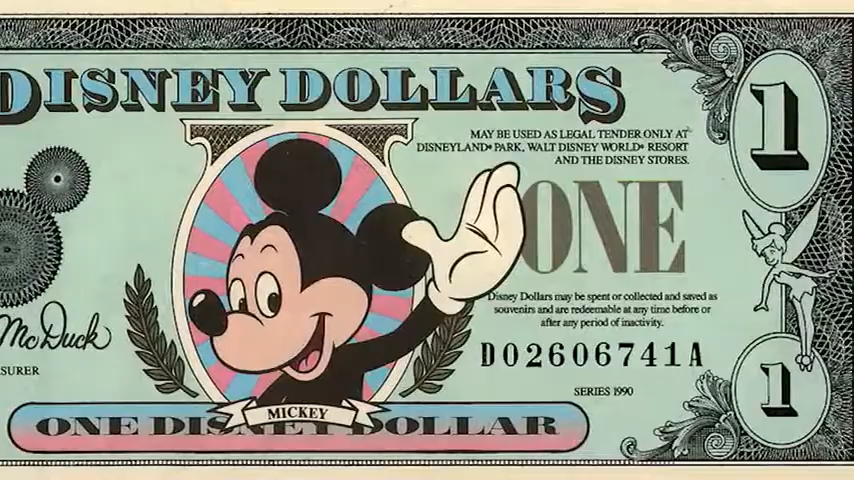 DISNEY DOLLARS
1
MAY BE USED AS LEGAL TENDER ONLY AT
DISNEYLAND® PARK, WALT DISNEY WORLD® RESORT
AND THE DISNEY STORES.
ONE
Disney Dollars may be spent or collected and saved as
souvenirs and are redeemable at any time before or
after any period of inactivity.
McDuck
SURER
D02606741A
SERIES 1990
1
MICKEY
ONE DISNEY DOLLAR